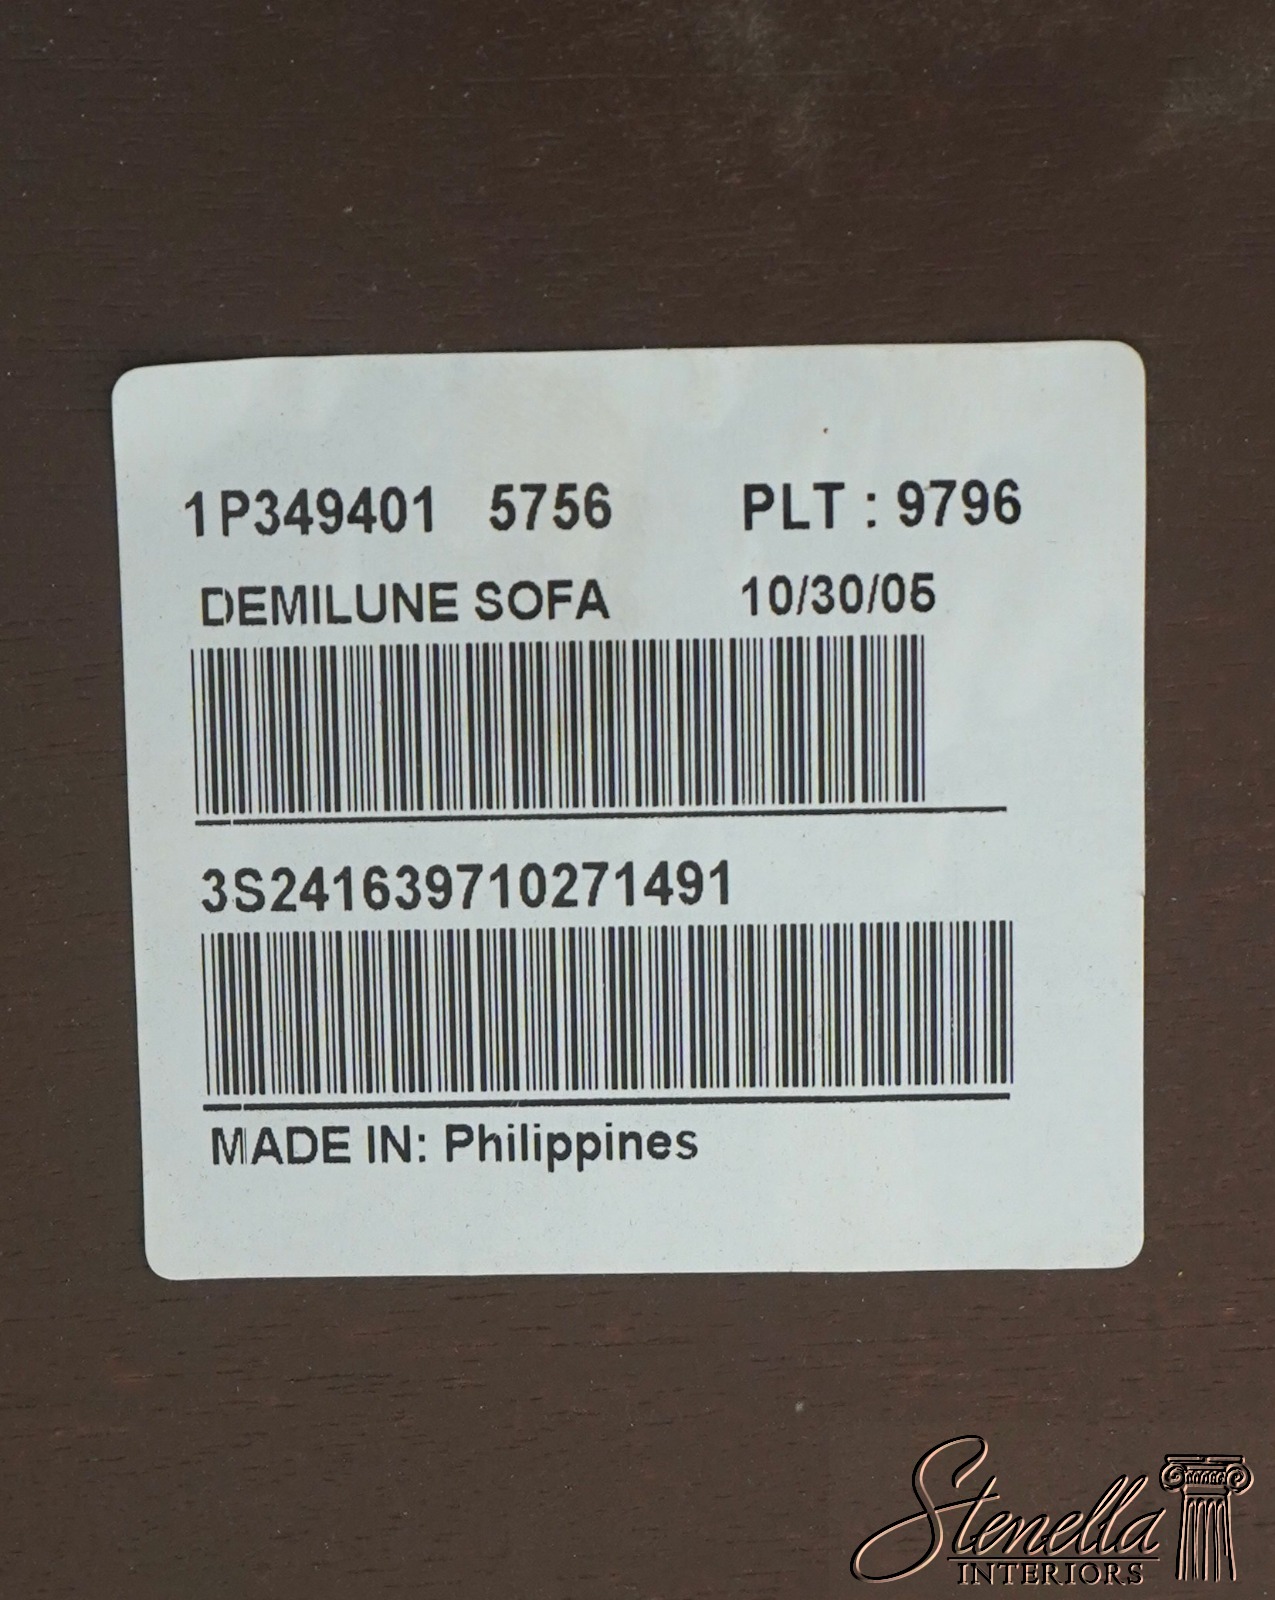 1P349401 5756 PLT : 9796
DEMILUNE SOFA 10/30/05
3S241639710271491
MADE IN: Philippines
Stenella
INTERIORS